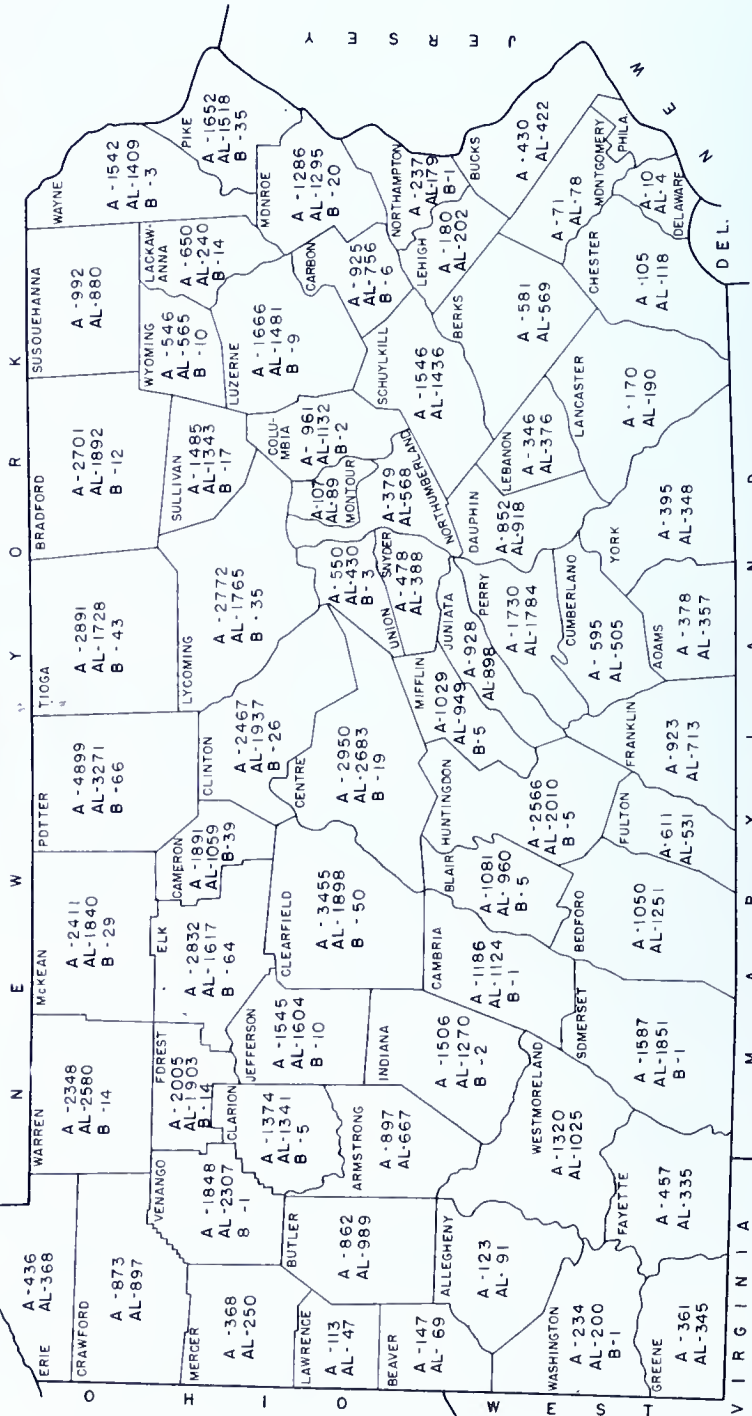 N E W Y O R K
J E R S E Y
N E W
O H I O
W E S T
V I R G I N I A
M A R Y L A N D
DEL.
ERIE
A -436
AL-368
CRAWFORD
A -873
AL-897
WARREN
A -2348
AL-2580
B -14
McKEAN
A -2411
AL-1840
B -29
POTTER
A -4899
AL-3271
B -66
TIOGA
A -2891
AL-1728
B -43
BRADFORD
A -2701
AL-1892
B -12
SUSQUEHANNA
A -992
AL-880
WAYNE
A -1542
AL-1409
B -3
PIKE
A -1652
AL-1518
B -35
MERCER
A -368
AL-250
VENANGO
A -1848
AL-2307
B -1
FOREST
A -2005
AL-1903
B -14
ELK
A -2832
AL-1617
B -64
CAMERON
A -1891
AL-1059
B-39
CLINTON
A -2467
AL-1937
B -26
LYCOMING
A -2772
AL-1765
B -35
SULLIVAN
A -1485
AL-1343
B -17
WYOMING
A -546
AL-565
B -10
LACKAW-
ANNA
A -650
AL-240
B -14
LUZERNE
A -1666
AL-1481
B -9
MONROE
A -1286
AL-1295
B -20
LAWRENCE
A -113
AL- 47
BUTLER
A -862
AL-989
CLARION
A -1374
AL-1341
B -5
JEFFERSON
A -1545
AL-1604
B -10
CLEARFIELD
A -3455
AL-1898
B -50
CENTRE
A -2950
AL-2683
B -19
UNION
A -550
AL-430
B - 3
SNYDER
A -478
AL-388
MONTOUR
A-107
AL-89
COLU-
MBIA
A - 961
AL-1132
B -2
NORTHUMBERLAND
A -379
AL-568
CARBON
A -925
AL-756
B -6
NORTHAMPTON
A -237
AL-179
B -1
BEAVER
A -147
AL- 69
ALLEGHENY
A -123
AL- 91
ARMSTRONG
A -897
AL-667
INDIANA
A -1506
AL-1270
B -2
CAMBRIA
A -1186
AL-1124
B -1
BLAIR
A -1081
AL- 960
B -5
HUNTINGDON
A -2566
AL-2010
B -5
MIFFLIN
A-1029
AL-949
B-5
JUNIATA
A -928
AL-898
PERRY
A -1730
AL-1784
DAUPHIN
A -852
AL-918
LEBANON
A -346
AL-376
SCHUYLKILL
A -1546
AL-1436
LEHIGH
A -180
AL-202
BERKS
A -581
AL-569
BUCKS
A -430
AL-422
MONTGOMERY
A -71
AL-78
PHILA.
WASHINGTON
A -234
AL-200
B -1
GREENE
A -361
AL-345
FAYETTE
A -457
AL-335
WESTMORELAND
A -1320
AL-1025
SOMERSET
A -1587
AL-1851
B -1
BEDFORD
A -1050
AL-1251
FULTON
A-611
AL-531
FRANKLIN
A -923
AL-713
CUMBERLAND
A - 595
AL-505
ADAMS
A -378
AL-357
YORK
A -395
AL-348
LANCASTER
A -170
AL-190
CHESTER
A -105
AL-118
DELAWARE
A-10
AL-4